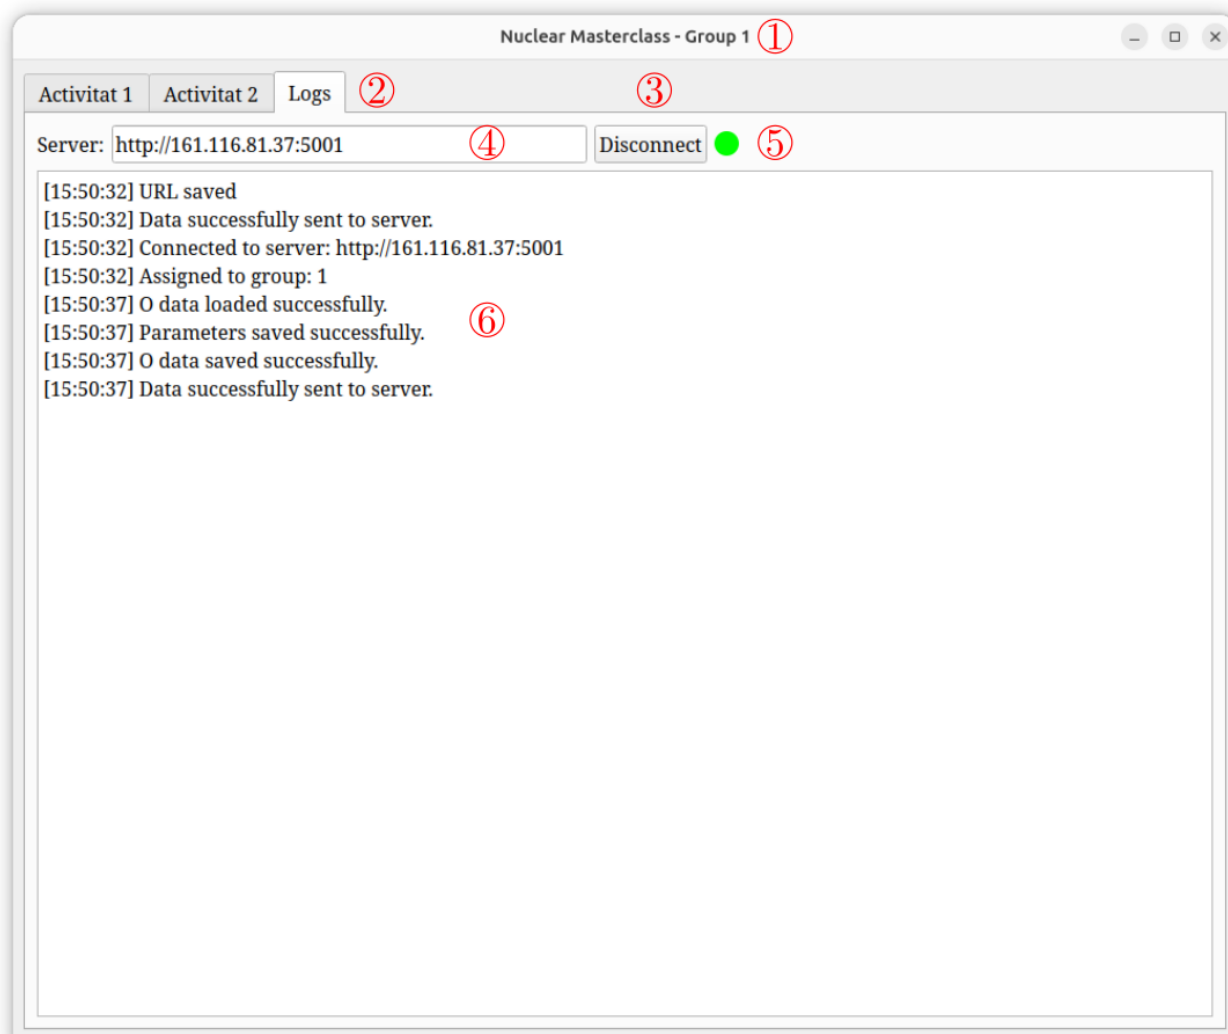 Nuclear Masterclass - Group 1 ①
Activitat 1 Activitat 2 Logs ② ③
Server: http://161.116.81.37:5001 ④ Disconnect ⑤
[15:50:32] URL saved
[15:50:32] Data successfully sent to server.
[15:50:32] Connected to server: http://161.116.81.37:5001
[15:50:32] Assigned to group: 1
[15:50:37] O data loaded successfully.
⑥
[15:50:37] Parameters saved successfully.
[15:50:37] O data saved successfully.
[15:50:37] Data successfully sent to server.